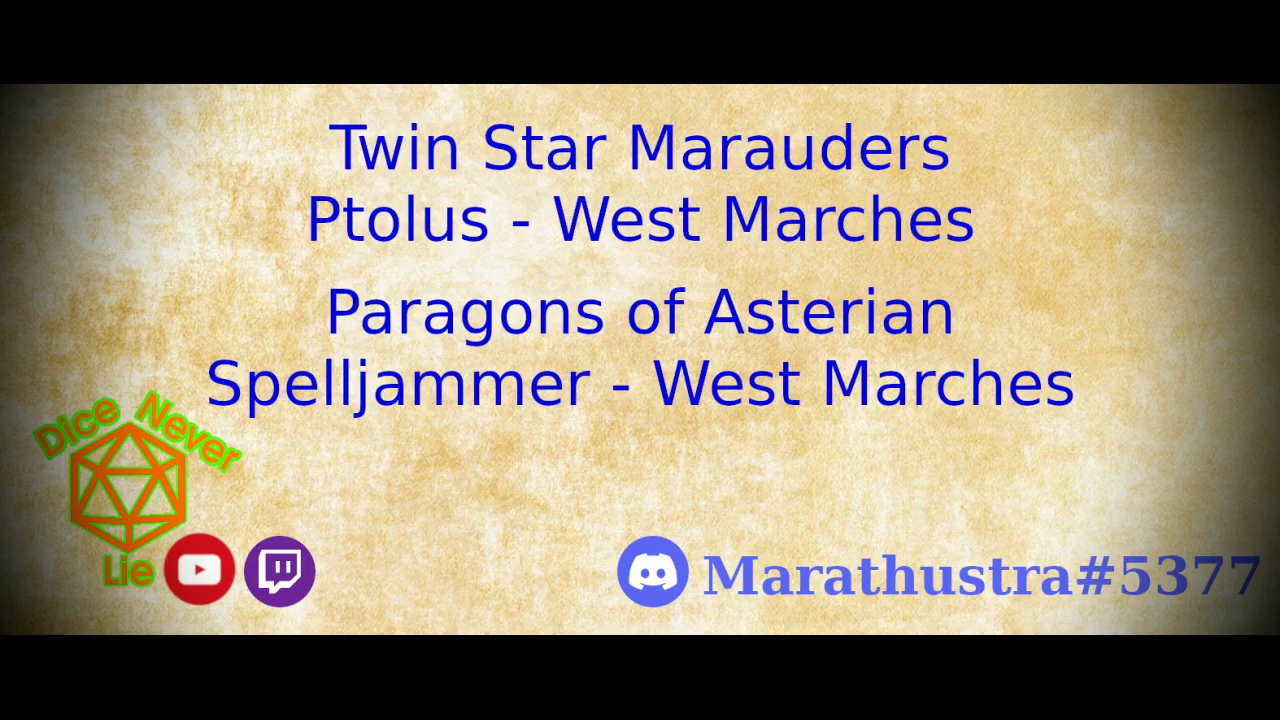 Twin Star Marauders
Ptolus - West Marches
Paragons of Asterian
Spelljammer - West Marches
Dice Never
Lie
Marathustra#5377